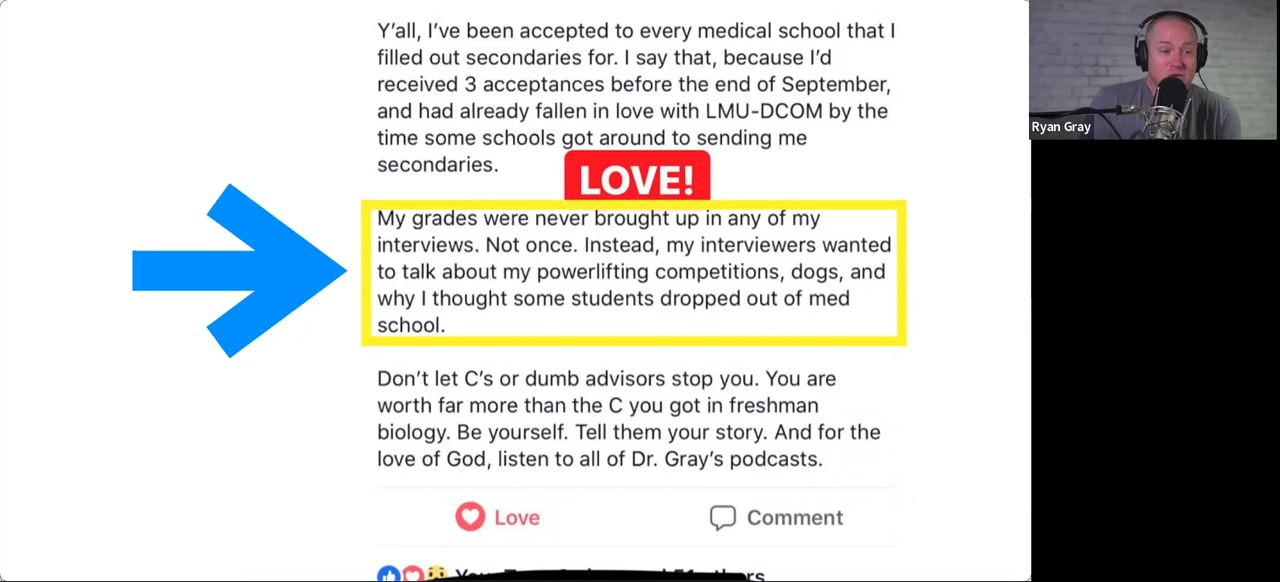 Y'all, I've been accepted to every medical school that I
filled out secondaries for. I say that, because I'd
received 3 acceptances before the end of September,
and had already fallen in love with LMU-DCOM by the
time some schools got around to sending me
secondaries.
LOVE!
My grades were never brought up in any of my
interviews. Not once. Instead, my interviewers wanted
to talk about my powerlifting competitions, dogs, and
why I thought some students dropped out of med
school.
Don't let C's or dumb advisors stop you. You are
worth far more than the C you got in freshman
biology. Be yourself. Tell them your story. And for the
love of God, listen to all of Dr. Gray's podcasts.
Love
Comment
Ryan Gray